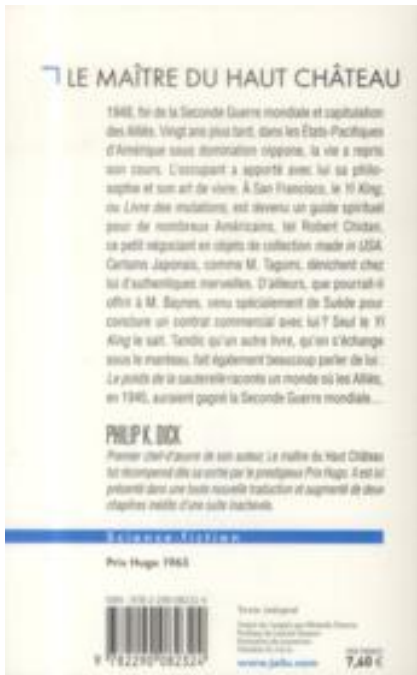 LE MAÎTRE DU HAUT CHÂTEAU
1948, fin de la Seconde Guerre mondiale et capitulation
des Alliés. Vingt ans plus tard, dans les États-Pacifiques
d'Amérique sous domination nippone, la vie a repris
son cours. L'occupant a apporté avec lui sa philo-
sophie et son art de vivre. À San Francisco, le Yi King,
ou Livre des mutations, est devenu un guide spirituel
pour de nombreux Américains, tel Robert Childan,
ce petit négociant en objets de collection made in USA.
Certains Japonais, comme M. Tagomi, dénichent chez
lui d'authentiques merveilles. D'ailleurs, que pourrait-il
offrir à M. Baynes, venu spécialement de Suède pour
conclure un contrat commercial avec lui ? Seul le Yi
King le sait. Tandis qu'un autre livre, qu'on s'échange
sous le manteau, fait également beaucoup parler de lui :
Le poids de la sauterelle raconte un monde où les Alliés,
en 1945, auraient gagné la Seconde Guerre mondiale...
PHILIP K. DICK
Premier chef-d'œuvre de son auteur, Le maître du Haut Château
fut récompensé dès sa sortie par le prestigieux Prix Hugo. Il est ici
présenté dans une toute nouvelle traduction et augmenté de deux
chapitres inédits d'une suite inachevée.
Science-fiction
Prix Hugo 1963
Texte intégral
www.jailu.com
7,60 €
9 782290 082324